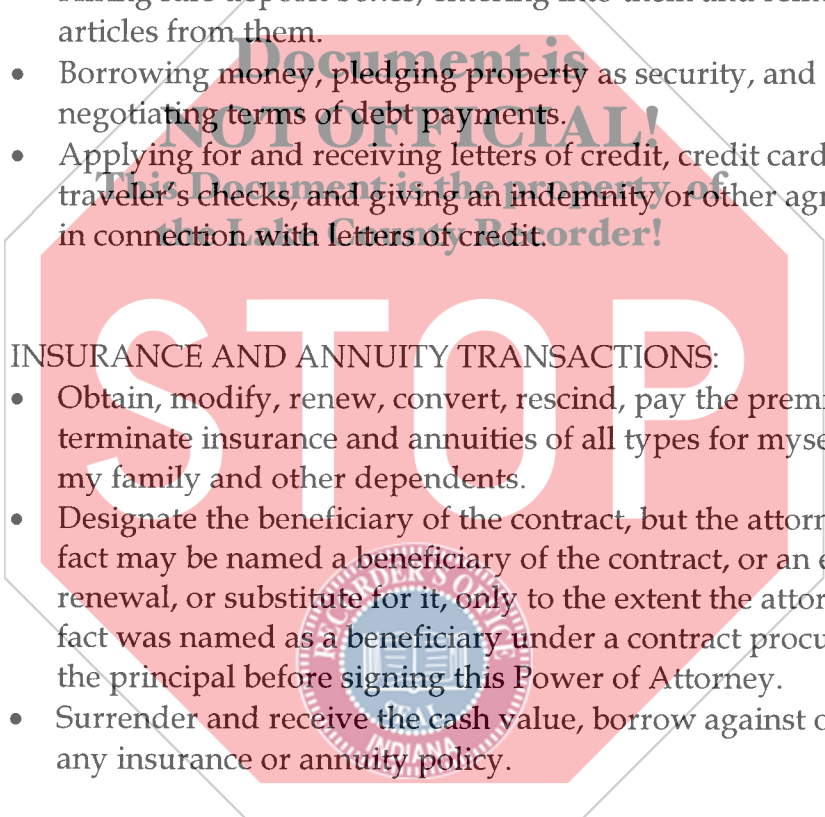 articles from them.
Document is
• Borrowing money, pledging property as security, and
negotiating terms of debt payments.
NOT OFFICIAL!
• Applying for and receiving letters of credit, credit card
This Document is the property of
traveler's checks, and giving an indemnity or other agr
in connection with letters of credit.
the Lake County Recorder!
STOP
INSURANCE AND ANNUITY TRANSACTIONS:
• Obtain, modify, renew, convert, rescind, pay the premi
terminate insurance and annuities of all types for myse
my family and other dependents.
• Designate the beneficiary of the contract, but the attorn
fact may be named a beneficiary of the contract, or an e
renewal, or substitute for it, only to the extent the attor
fact was named as a beneficiary under a contract procu
the principal before signing this Power of Attorney.
• Surrender and receive the cash value, borrow against o
any insurance or annuity policy.
RECORDER'S OFFICE
SEAL
INDIANA